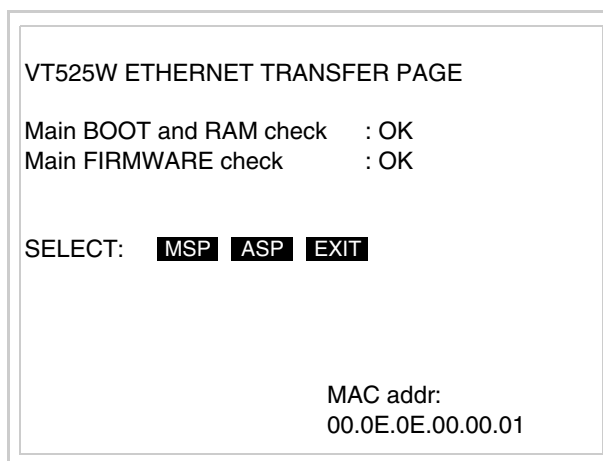 VT525W ETHERNET TRANSFER PAGE
Main BOOT and RAM check : OK
Main FIRMWARE check : OK
SELECT: MSP ASP EXIT
MAC addr:
00.0E.0E.00.00.01